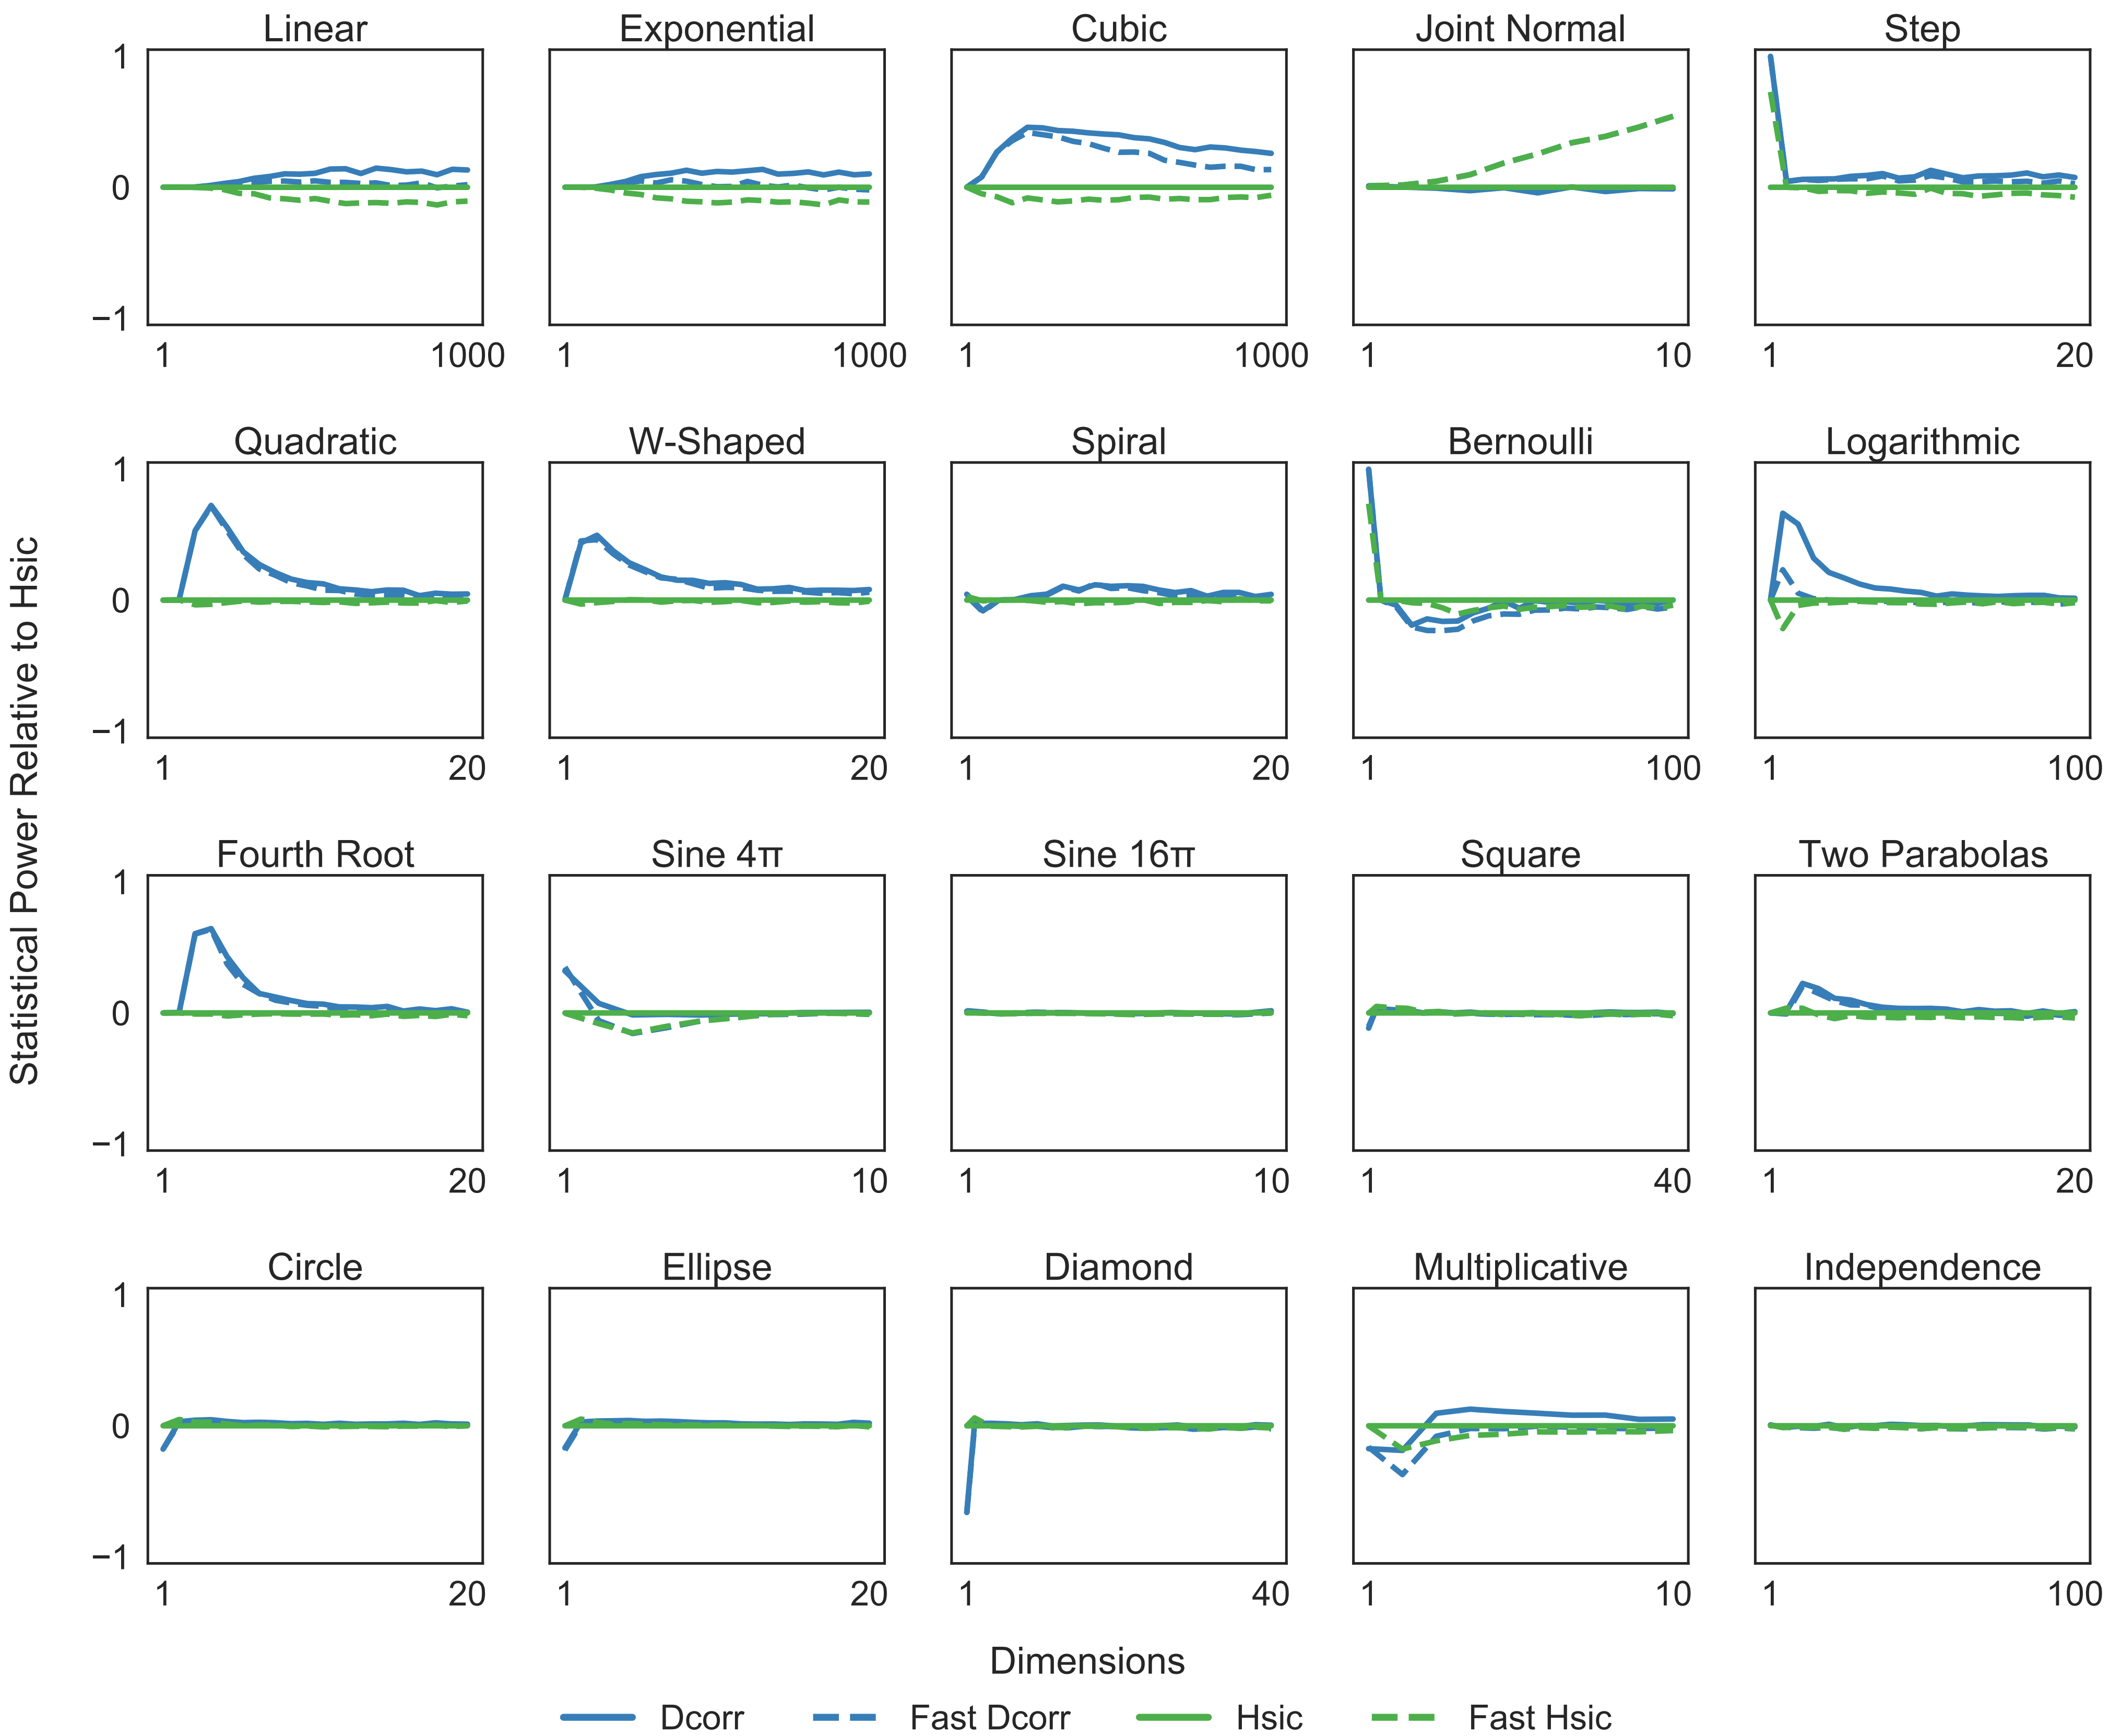 Linear Exponential Cubic Joint Normal Step
1
0
−1
1 1000 1 1000 1 1000 1 10 1 20
Quadratic W-Shaped Spiral Bernoulli Logarithmic
1
0
−1
1 20 1 20 1 20 1 100 1 100
Statistical Power Relative to Hsic
Fourth Root Sine 4π Sine 16π Square Two Parabolas
1
0
−1
1 20 1 10 1 10 1 40 1 20
Circle Ellipse Diamond Multiplicative Independence
1
0
−1
1 20 1 20 1 40 1 10 1 100
Dimensions
Dcorr Fast Dcorr Hsic Fast Hsic